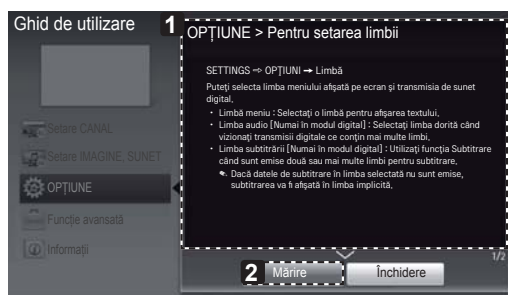 Ghid de utilizare
1
OPȚIUNE > Pentru setarea limbii
SETTINGS ⇨ OPȚIUNI ➙ Limbă
Puteți selecta limba meniului afișată pe ecran și transmisia de sunet
digital.
• Limbă meniu : Selectați o limbă pentru afișarea textului.
• Limba audio [Numai în modul digital] : Selectați limba dorită când
vizionați transmisii digitale ce conțin mai multe limbi.
• Limba subtitrării [Numai în modul digital] : Utilizați funcția Subtitrare
când sunt emise două sau mai multe limbi pentru subtitrare.
✎ Dacă datele de subtitrare în limba selectată nu sunt emise,
subtitrarea va fi afișată în limba implicită.
Setare CANAL
Setare IMAGINE, SUNET
OPȚIUNE
Funcție avansată
Informații
1/2
2
Mărire
Închidere